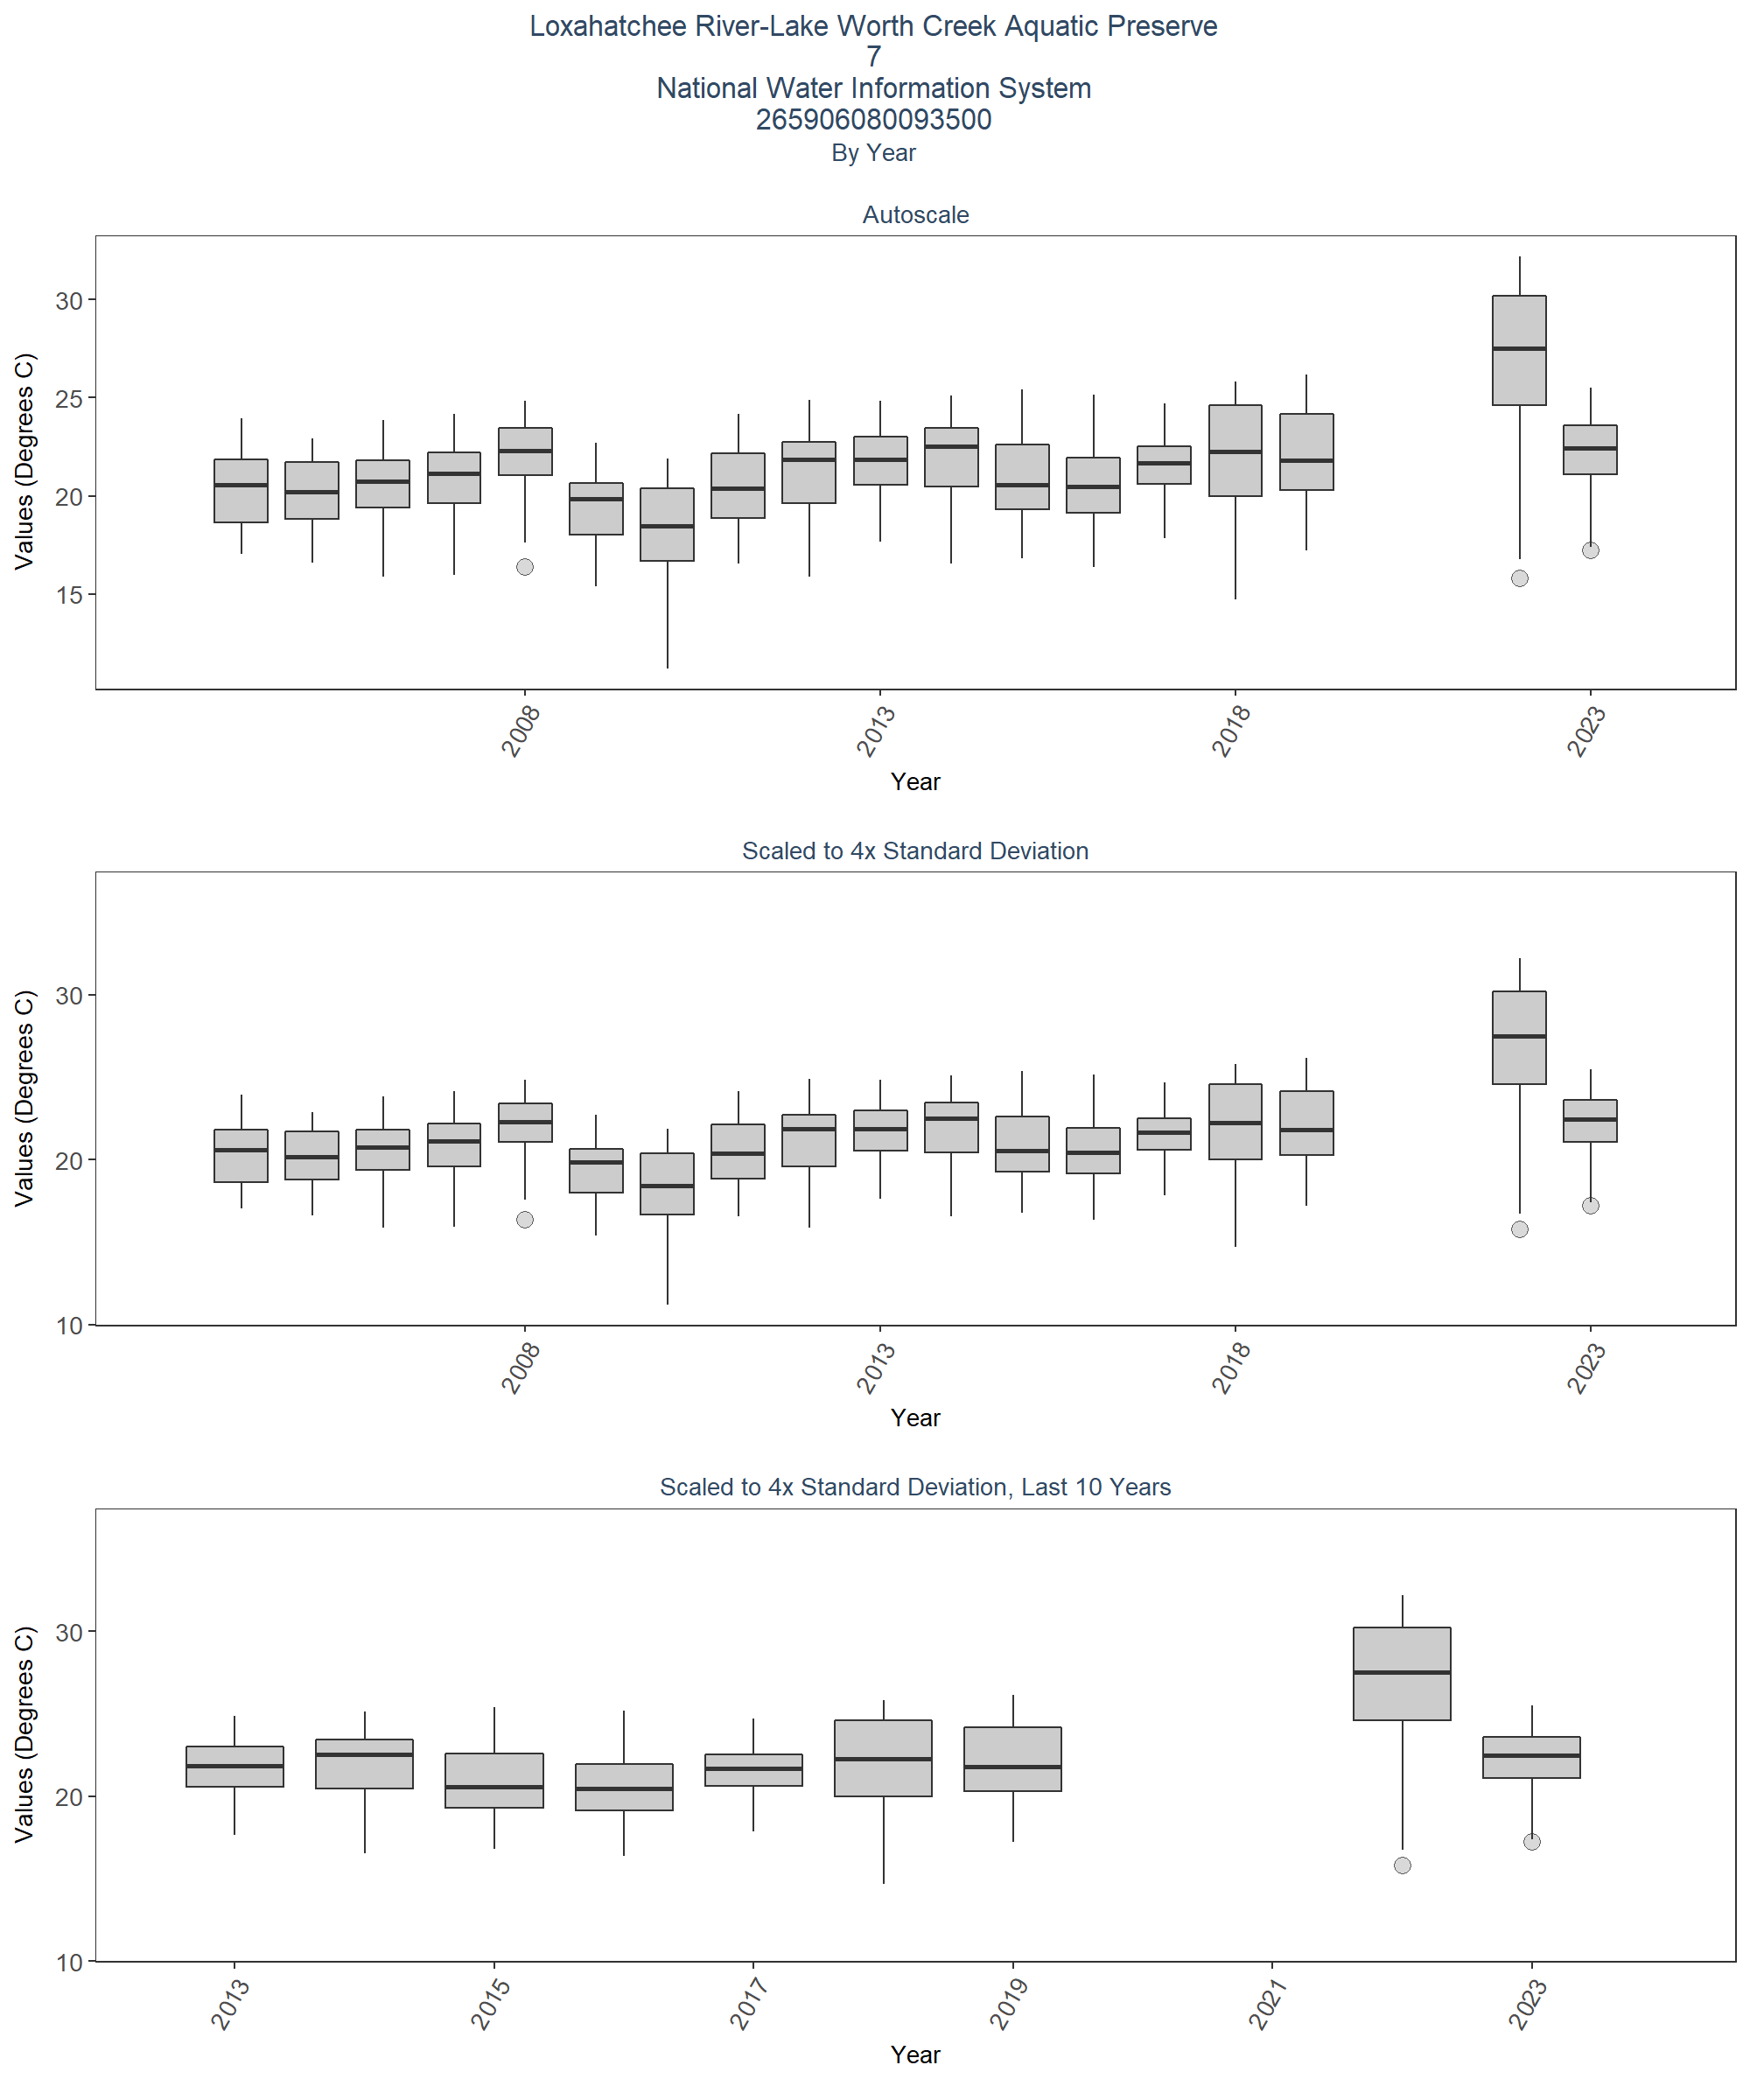 Loxahatchee River-Lake Worth Creek Aquatic Preserve
7
National Water Information System
265906080093500
By Year
Autoscale
Values (Degrees C)
30
25
20
15
2008
2013
2018
2023
Year
Scaled to 4x Standard Deviation
Values (Degrees C)
30
20
10
2008
2013
2018
2023
Year
Scaled to 4x Standard Deviation, Last 10 Years
Values (Degrees C)
30
20
10
2013
2015
2017
2019
2021
2023
Year